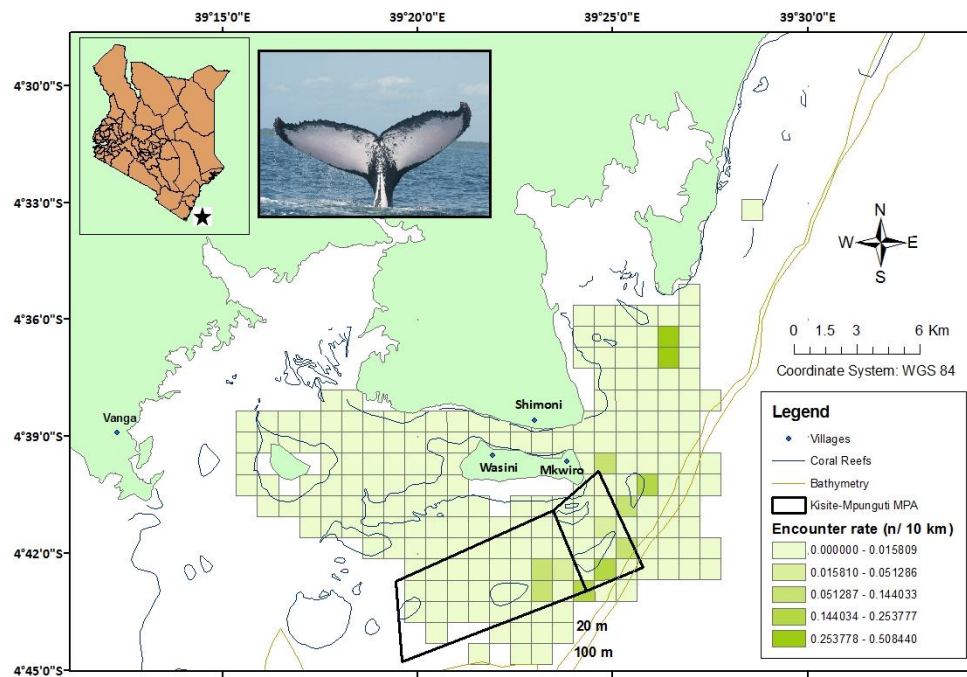 39°15'0"E 39°20'0"E 39°25'0"E 39°30'0"E
4°30'0"S
4°33'0"S
4°36'0"S
4°39'0"S
4°42'0"S
4°45'0"S
N
W E
S
0 1.5 3 6 Km
Coordinate System: WGS 84
Vanga
Shimoni
Wasini
Mkwiro
20 m
100 m
Legend
Villages
Coral Reefs
Bathymetry
Kisite-Mpunguti MPA
Encounter rate (n/ 10 km)
0.000000 - 0.015809
0.015810 - 0.051286
0.051287 - 0.144033
0.144034 - 0.253777
0.253778 - 0.508440